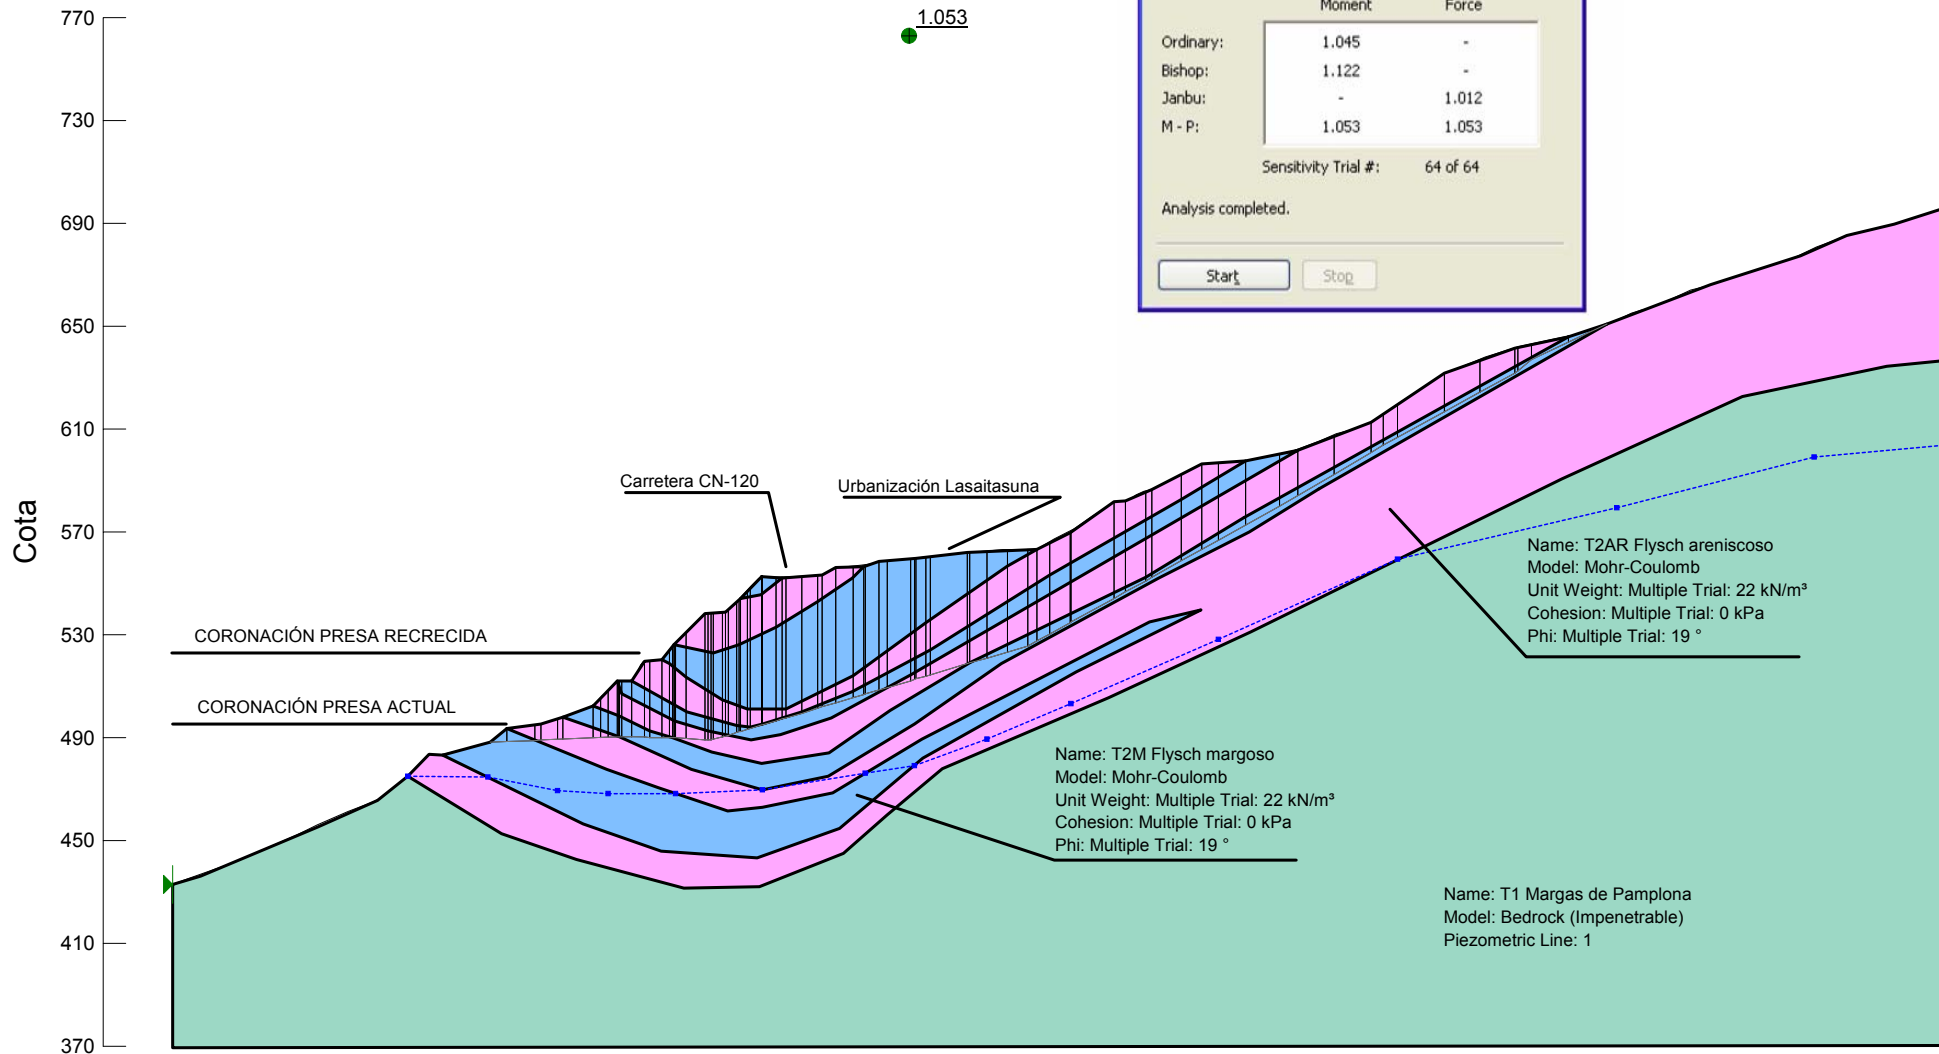 Moment Force
Ordinary: 1.045 -
Bishop: 1.122 -
Janbu: - 1.012
M - P: 1.053 1.053
Sensitivity Trial #: 64 of 64
Analysis completed.
Start Stop
1.053
770
730
690
650
610
570
530
490
450
410
370
Cota
Carretera CN-120
Urbanización Lasaitasuna
CORONACIÓN PRESA RECRECIDA
CORONACIÓN PRESA ACTUAL
Name: T2AR Flysch areniscoso
Model: Mohr-Coulomb
Unit Weight: Multiple Trial: 22 kN/m³
Cohesion: Multiple Trial: 0 kPa
Phi: Multiple Trial: 19 °
Name: T2M Flysch margoso
Model: Mohr-Coulomb
Unit Weight: Multiple Trial: 22 kN/m³
Cohesion: Multiple Trial: 0 kPa
Phi: Multiple Trial: 19 °
Name: T1 Margas de Pamplona
Model: Bedrock (Impenetrable)
Piezometric Line: 1